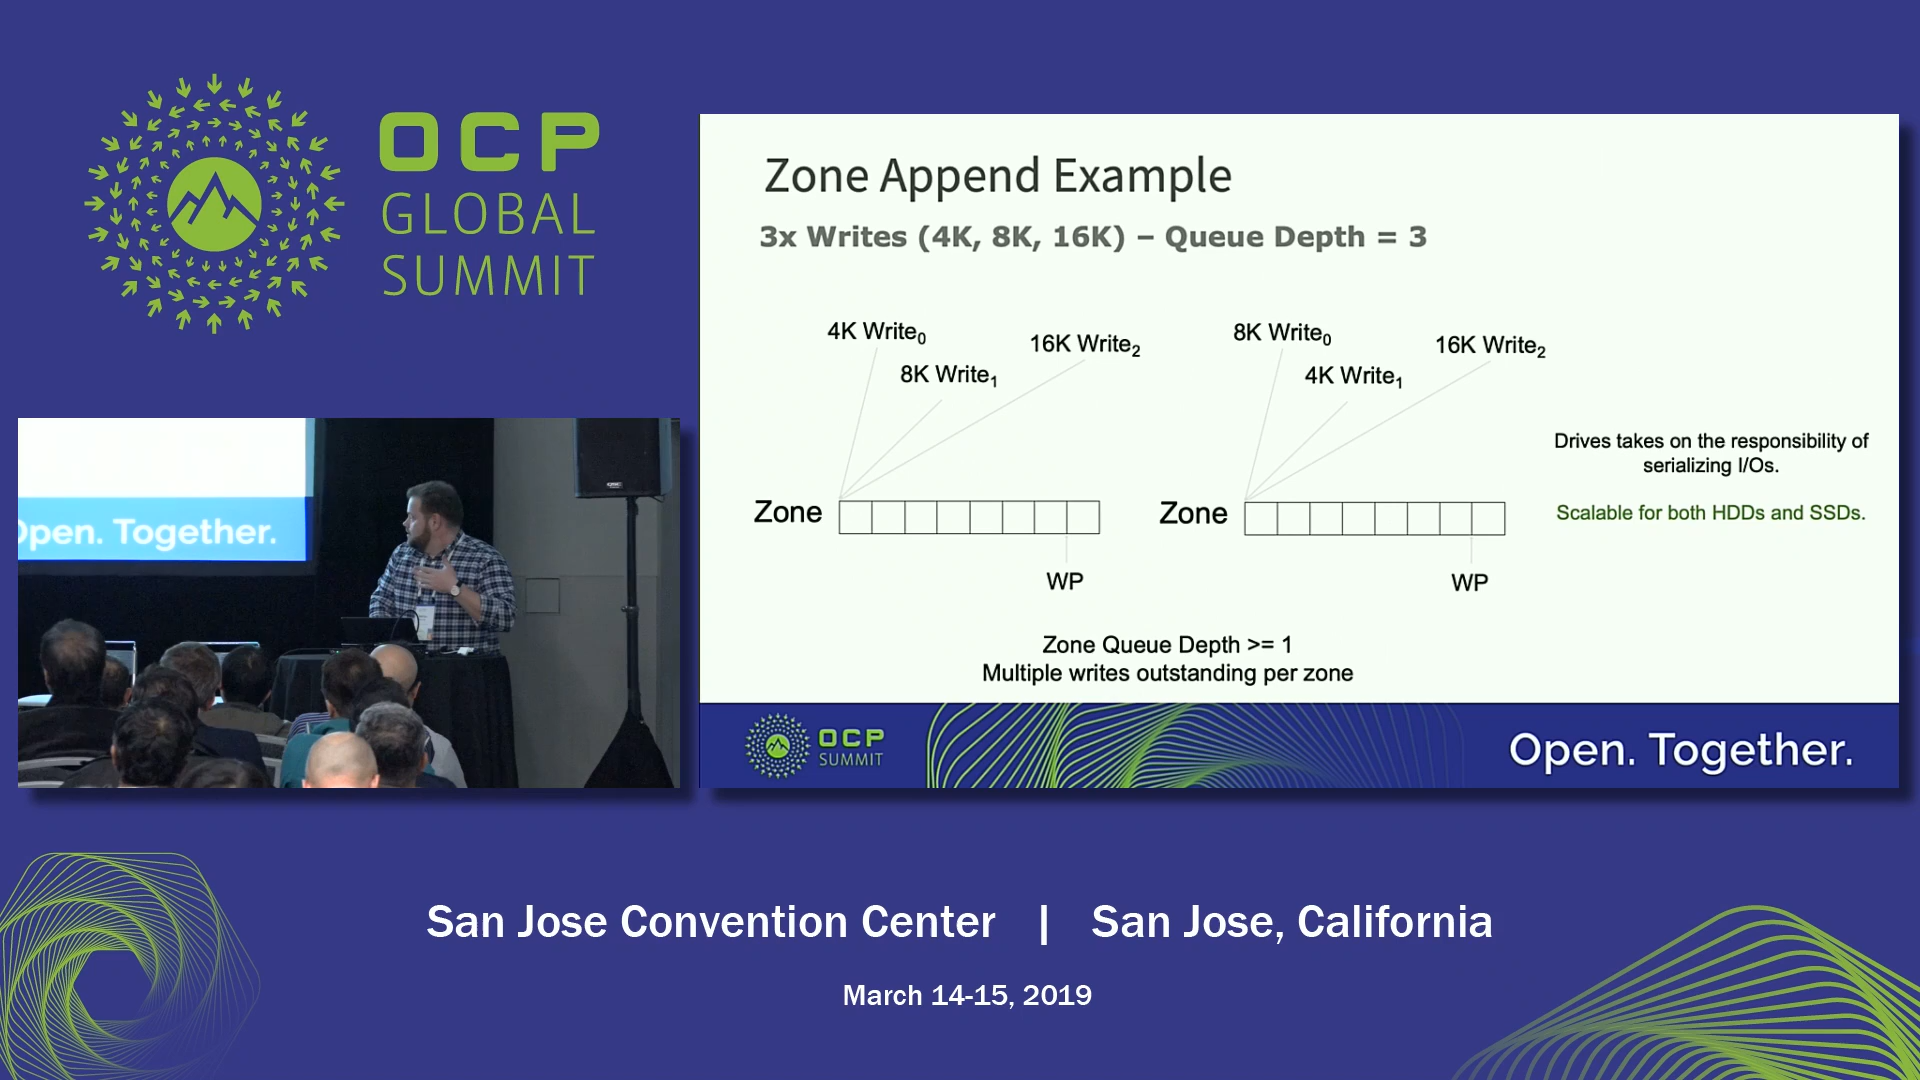 OCP
GLOBAL
SUMMIT
Open. Together.
Zone Append Example
3x Writes (4K, 8K, 16K) – Queue Depth = 3
4K Write0
8K Write1
16K Write2
8K Write0
4K Write1
16K Write2
Zone
WP
Zone
WP
Drives takes on the responsibility of
serializing I/Os.
Scalable for both HDDs and SSDs.
Zone Queue Depth >= 1
Multiple writes outstanding per zone
OCP
SUMMIT
Open. Together.
San Jose Convention Center | San Jose, California
March 14-15, 2019